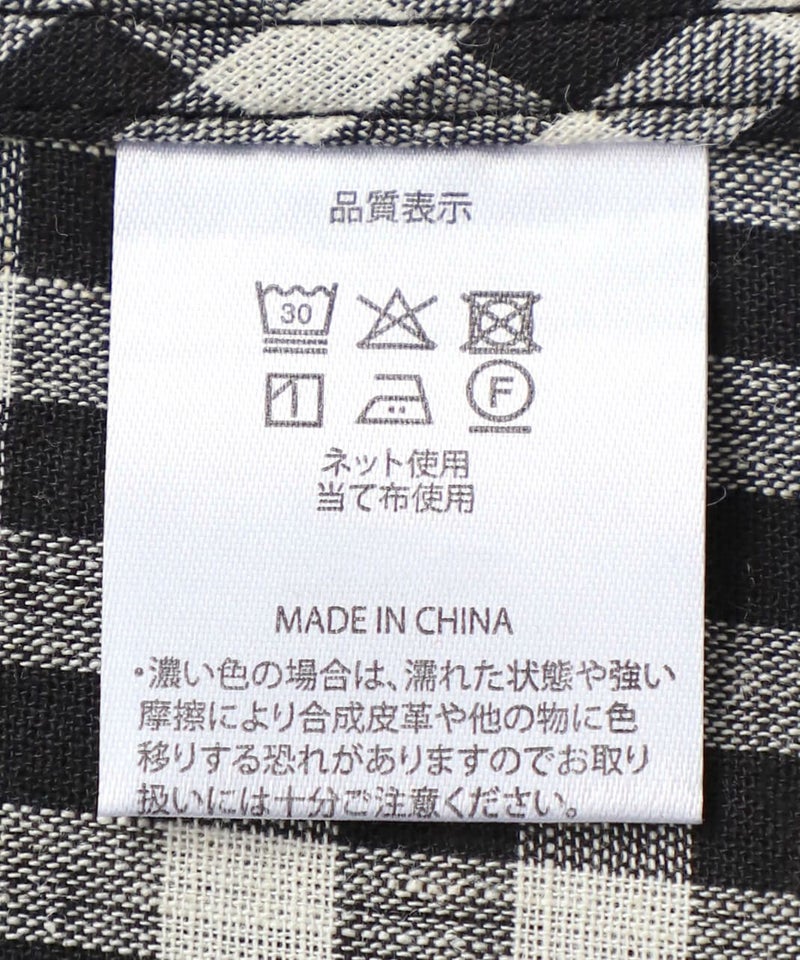 品質表示
30
F
ネット使用
当て布使用
MADE IN CHINA
・濃い色の場合は、濡れた状態や強い
摩擦により合成皮革や他の物に色
移りする恐れがありますのでお取り
扱いには十分ご注意ください。